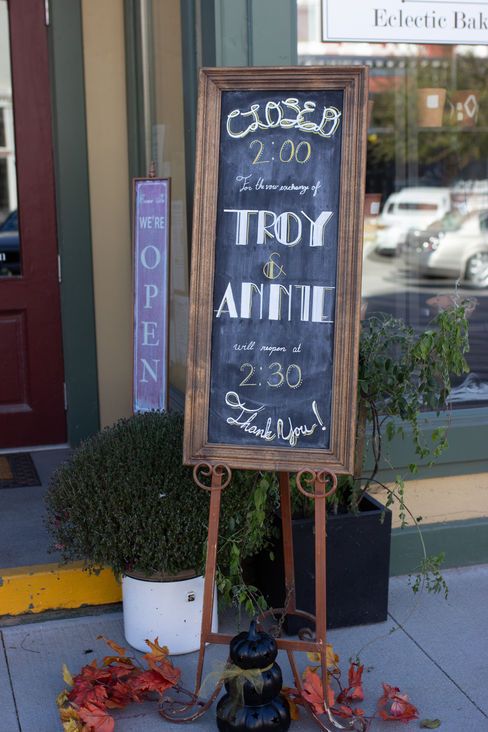 Eclectic Bak
CLOSED
2:00
For the vow exchange of
TROY
&
ANNIE
will reopen at
2:30
Thank You!
WE'RE
OPEN